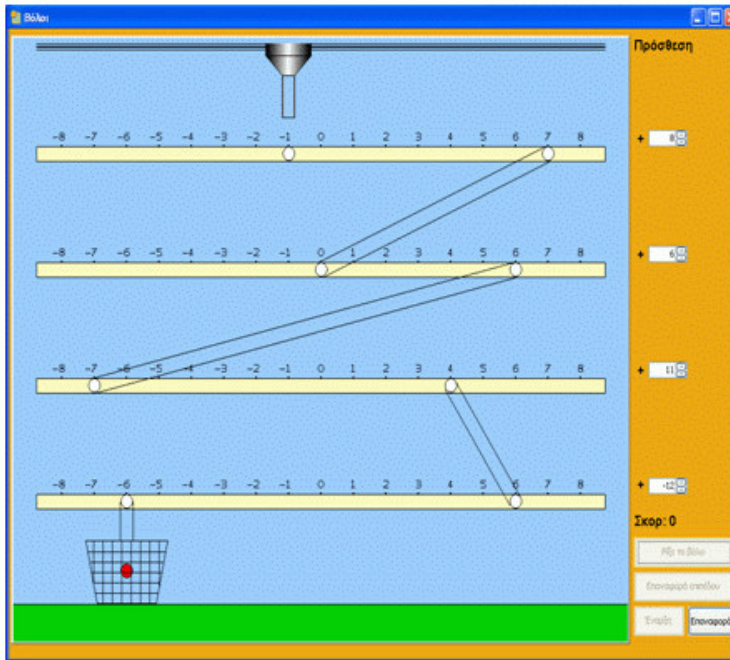 Βόλοι
Πρόσθεση
-8 -7 -6 -5 -4 -3 -2 -1 0 1 2 3 4 5 6 7 8
+ 8
-8 -7 -6 -5 -4 -3 -2 -1 0 1 2 3 4 5 6 7 8
+ 6
-8 -7 -6 -5 -4 -3 -2 -1 0 1 2 3 4 5 6 7 8
+ 11
-8 -7 -6 -5 -4 -3 -2 -1 0 1 2 3 4 5 6 7 8
+ -12
Σκορ: 0
Ρίξε το βόλο
Επαναφορά επιπέδου
Έναρξη Επαναφορά